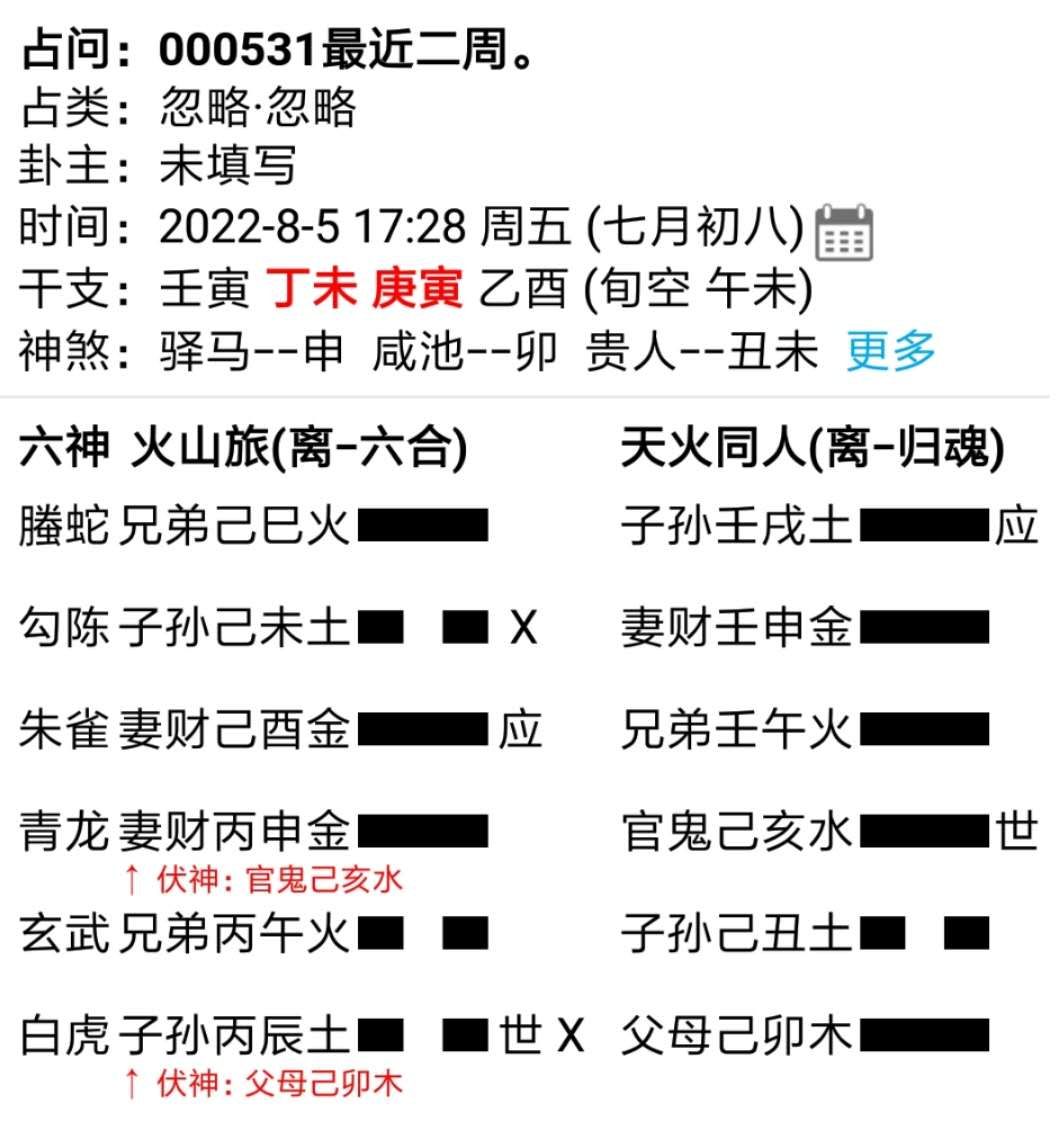 占问：000531最近二周。
占类：忽略·忽略
卦主：未填写
时间：2022-8-5 17:28 周五 (七月初八)
干支：壬寅 丁未 庚寅 乙酉 (旬空 午未)
神煞：驿马--申 咸池--卯 贵人--丑未 更多
六神 火山旅(离-六合) 天火同人(离-归魂)
螣蛇 兄弟己巳火 子孙壬戌土 应
勾陈 子孙己未土 X 妻财壬申金
朱雀 妻财己酉金 应 兄弟壬午火
青龙 妻财丙申金 官鬼己亥水 世
↑ 伏神: 官鬼己亥水
玄武 兄弟丙午火 子孙己丑土
白虎 子孙丙辰土 世 X 父母己卯木
↑ 伏神: 父母己卯木